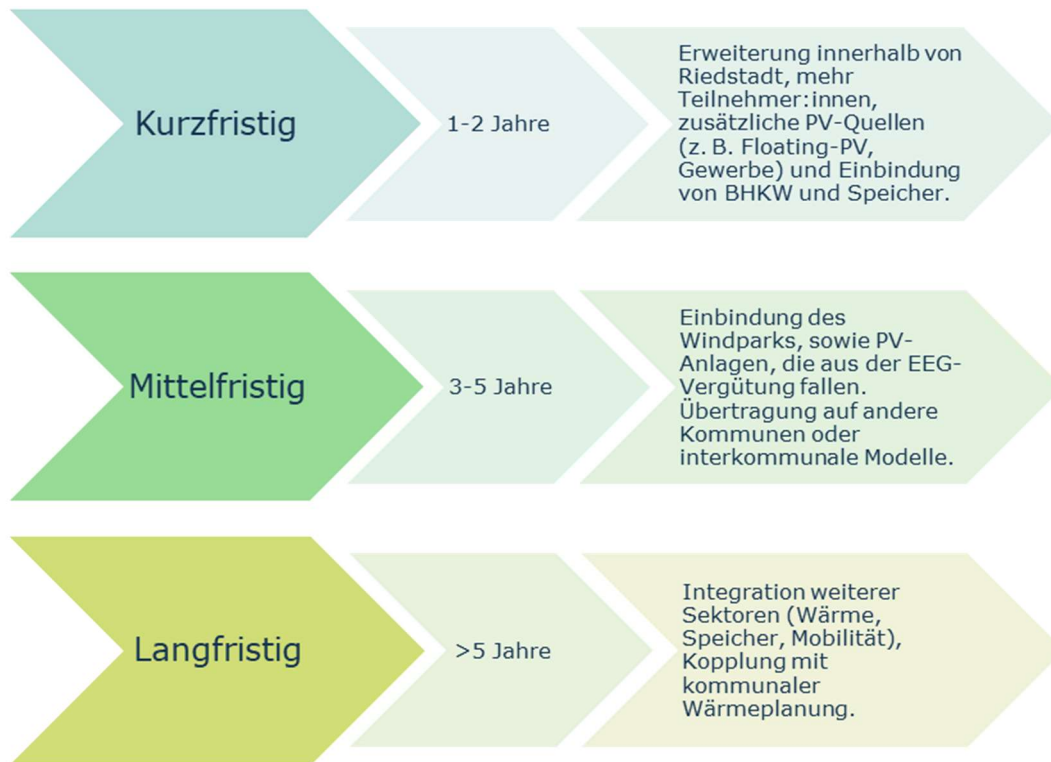 Kurzfristig
1-2 Jahre
Erweiterung innerhalb von
Riedstadt, mehr
Teilnehmer:innen,
zusätzliche PV-Quellen
(z. B. Floating-PV,
Gewerbe) und Einbindung
von BHKW und Speicher.
Mittelfristig
3-5 Jahre
Einbindung des
Windparks, sowie PV-
Anlagen, die aus der EEG-
Vergütung fallen.
Übertragung auf andere
Kommunen oder
interkommunale Modelle.
Langfristig
>5 Jahre
Integration weiterer
Sektoren (Wärme,
Speicher, Mobilität),
Kopplung mit
kommunaler
Wärmeplanung.